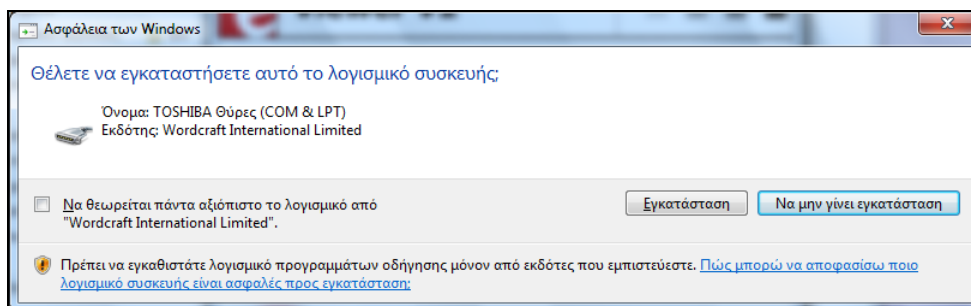 Ασφάλεια των Windows
Θέλετε να εγκαταστήσετε αυτό το λογισμικό συσκευής;
Όνομα: TOSHIBA Θύρες (COM & LPT)
Εκδότης: Wordcraft International Limited
Να θεωρείται πάντα αξιόπιστο το λογισμικό από
"Wordcraft International Limited".
Εγκατάσταση
Να μην γίνει εγκατάσταση
Πρέπει να εγκαθιστάτε λογισμικό προγραμμάτων οδήγησης μόνον από εκδότες που εμπιστεύεστε. Πώς μπορώ να αποφασίσω ποιο
λογισμικό συσκευής είναι ασφαλές προς εγκατάσταση;